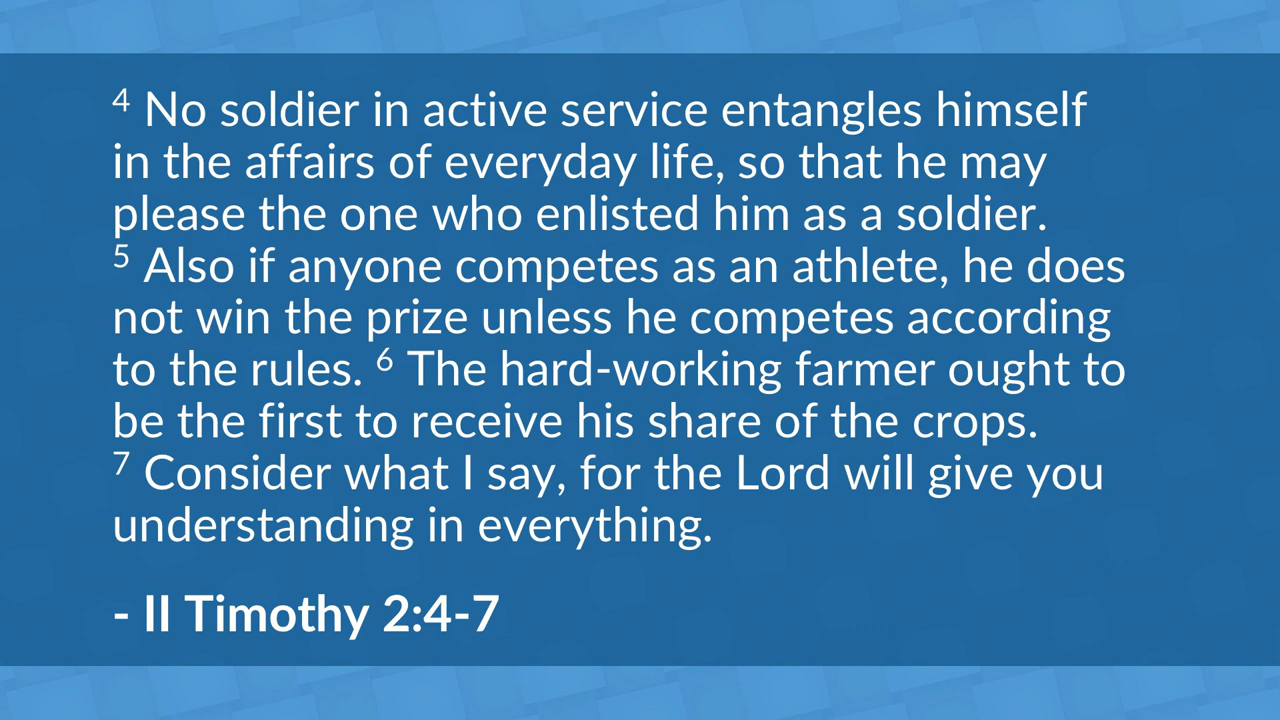 4 No soldier in active service entangles himself
in the affairs of everyday life, so that he may
please the one who enlisted him as a soldier.
5 Also if anyone competes as an athlete, he does
not win the prize unless he competes according
to the rules. 6 The hard-working farmer ought to
be the first to receive his share of the crops.
7 Consider what I say, for the Lord will give you
understanding in everything.
- II Timothy 2:4-7